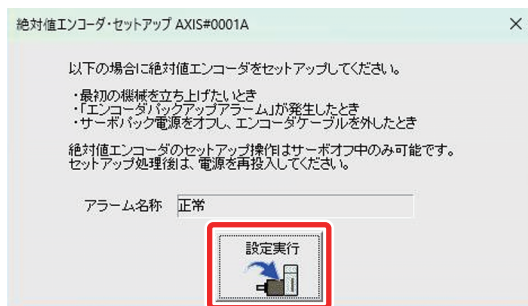 絶対値エンコーダ・セットアップ AXIS#0001A
以下の場合に絶対値エンコーダをセットアップしてください。
・最初の機械を立ち上げたいとき
・「エンコーダバックアップアラーム」が発生したとき
・サーボパック電源をオフし、エンコーダケーブルを外したとき
絶対値エンコーダのセットアップ操作はサーボオフ中のみ可能です。
セットアップ処理後は、電源を再投入してください。
アラーム名称 正常
設定実行